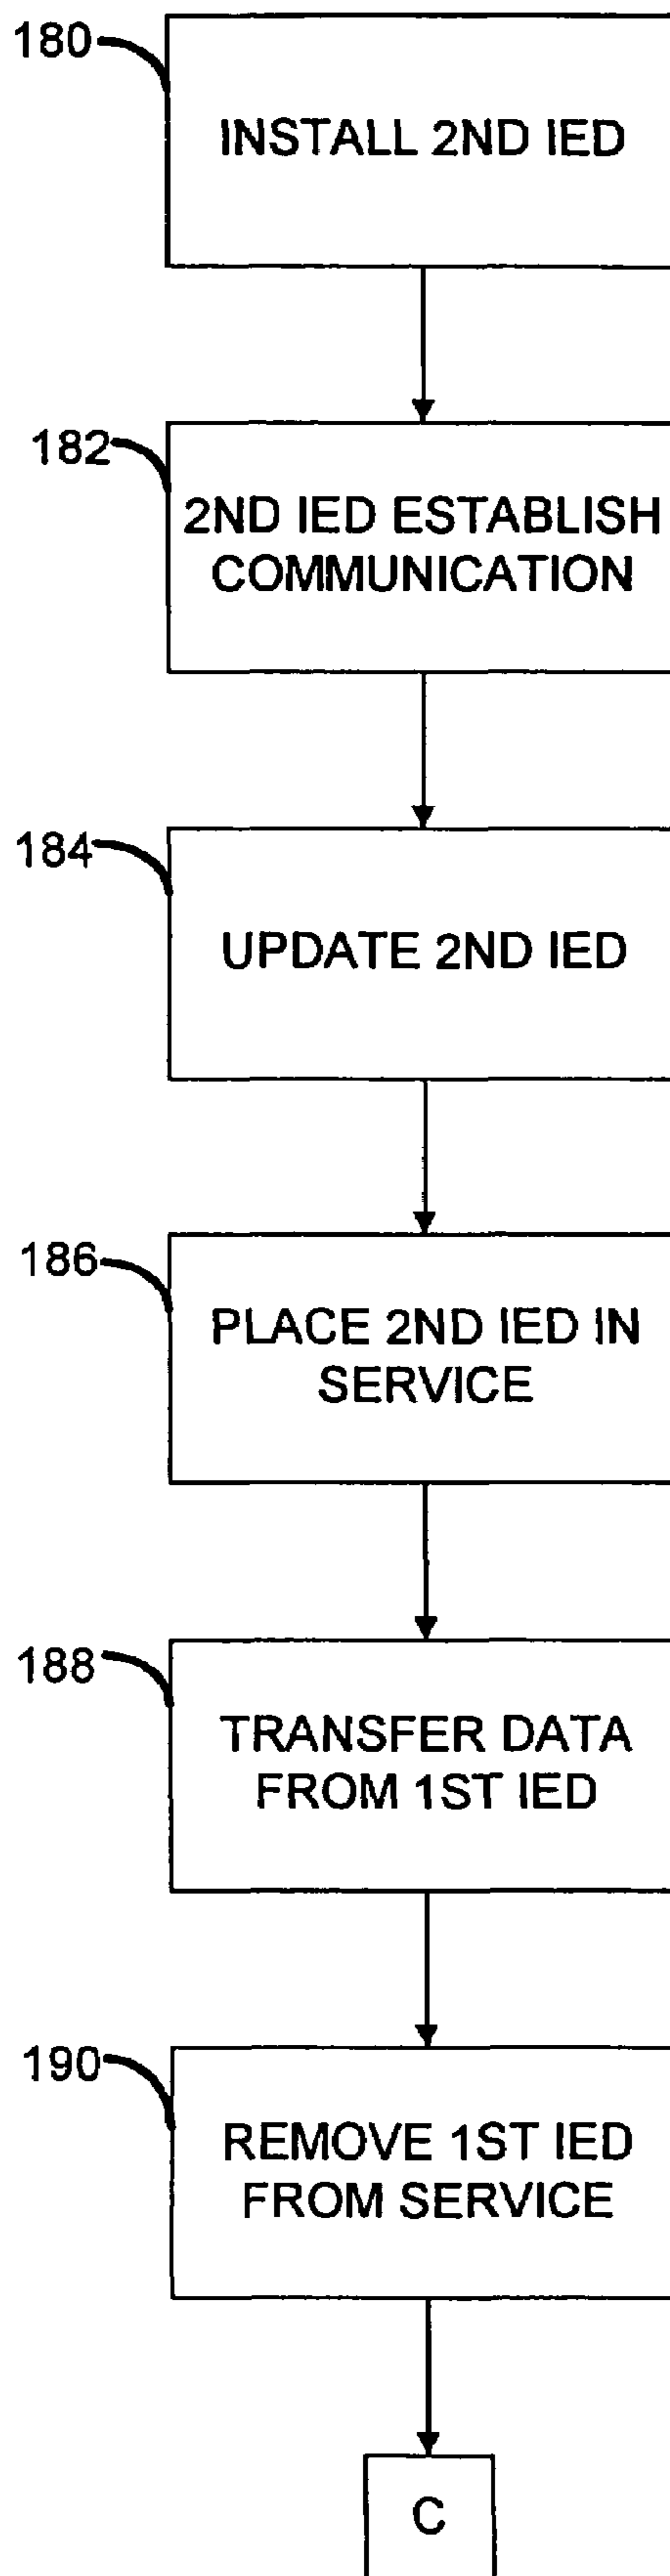 180
INSTALL 2ND IED
182
2ND IED ESTABLISH
COMMUNICATION
184
UPDATE 2ND IED
186
PLACE 2ND IED IN
SERVICE
188
TRANSFER DATA
FROM 1ST IED
190
REMOVE 1ST IED
FROM SERVICE
C